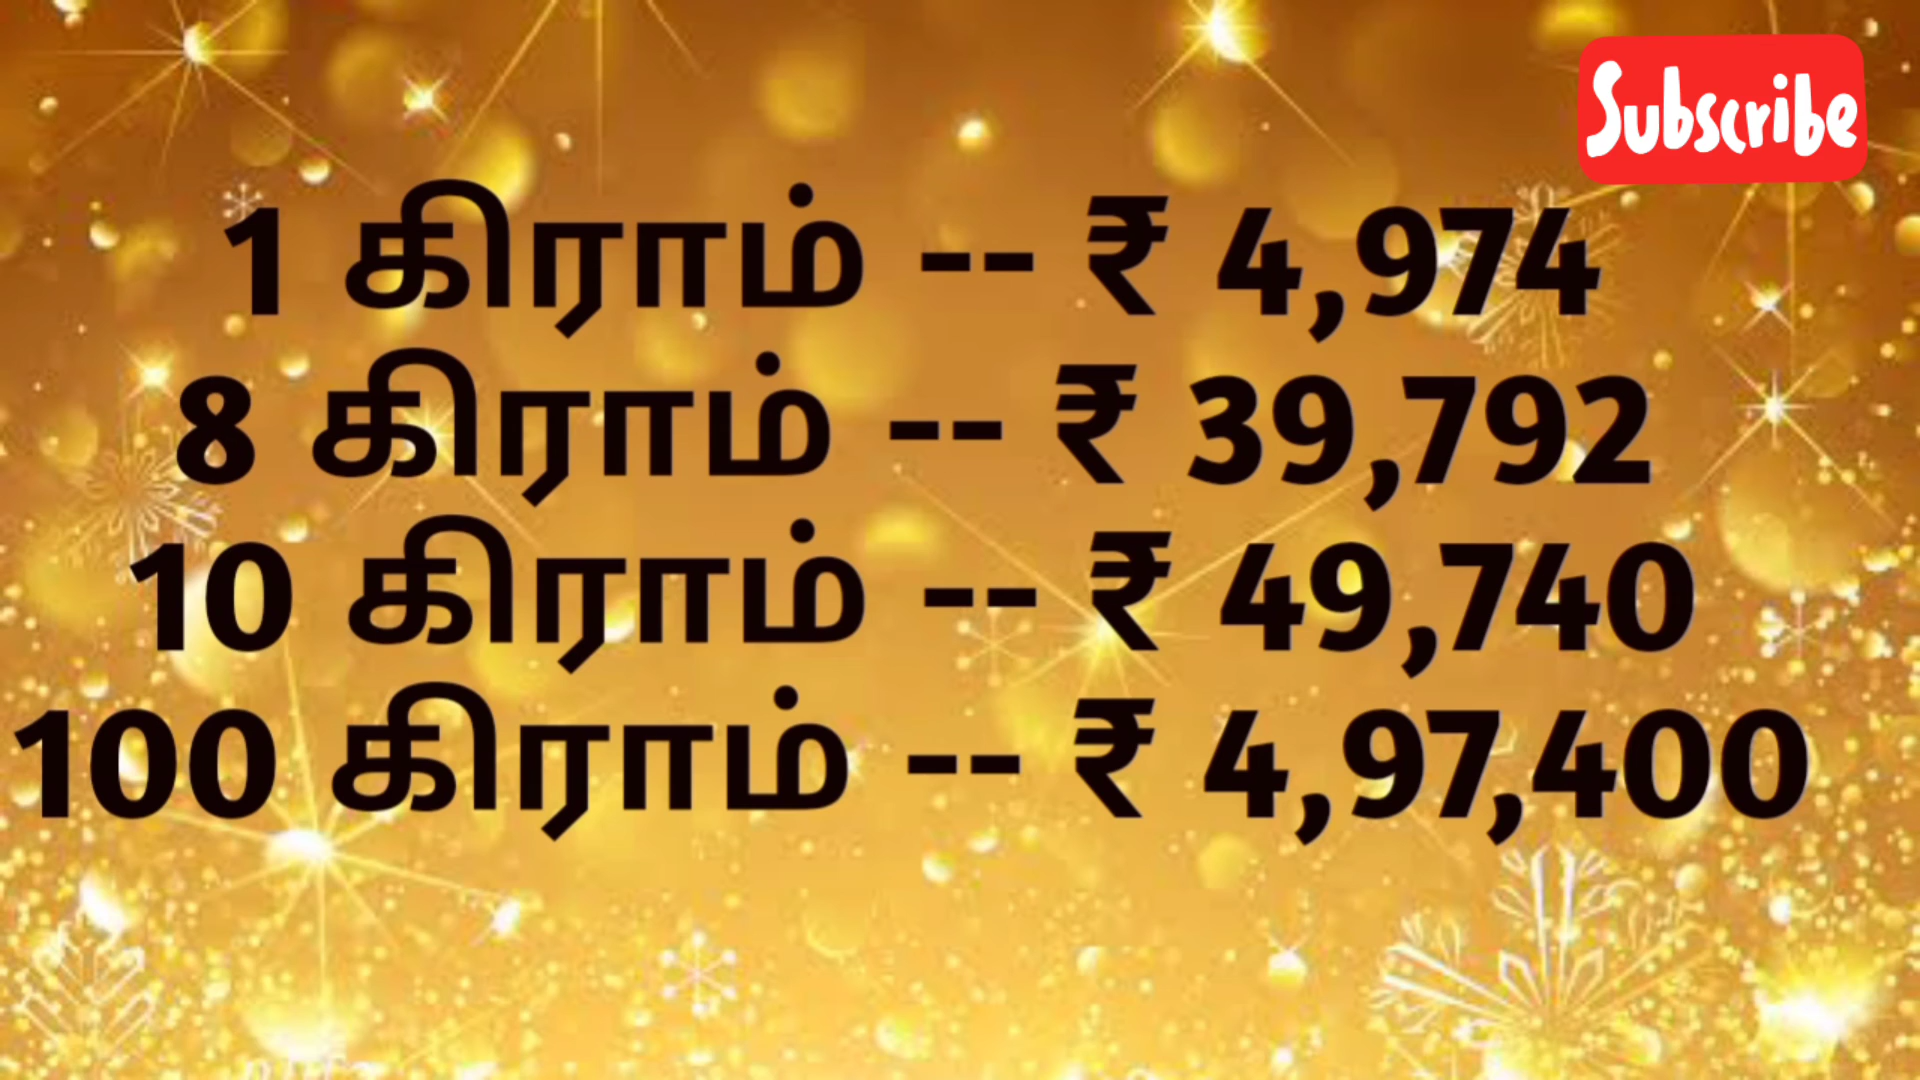 Subscribe
1 கிராம் -- ₹ 4,974
8 கிராம் -- ₹ 39,792
10 கிராம் -- ₹ 49,740
100 கிராம் -- ₹ 4,97,400